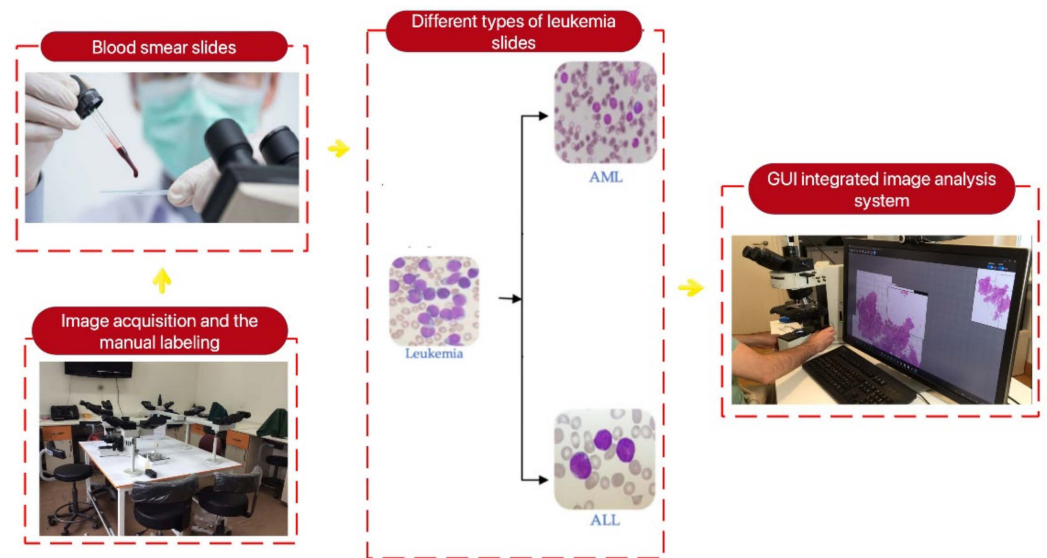 Blood smear slides
Image acquisition and the
manual labeling
Different types of leukemia
slides
Leukemia
AML
ALL
GUI integrated image analysis
system